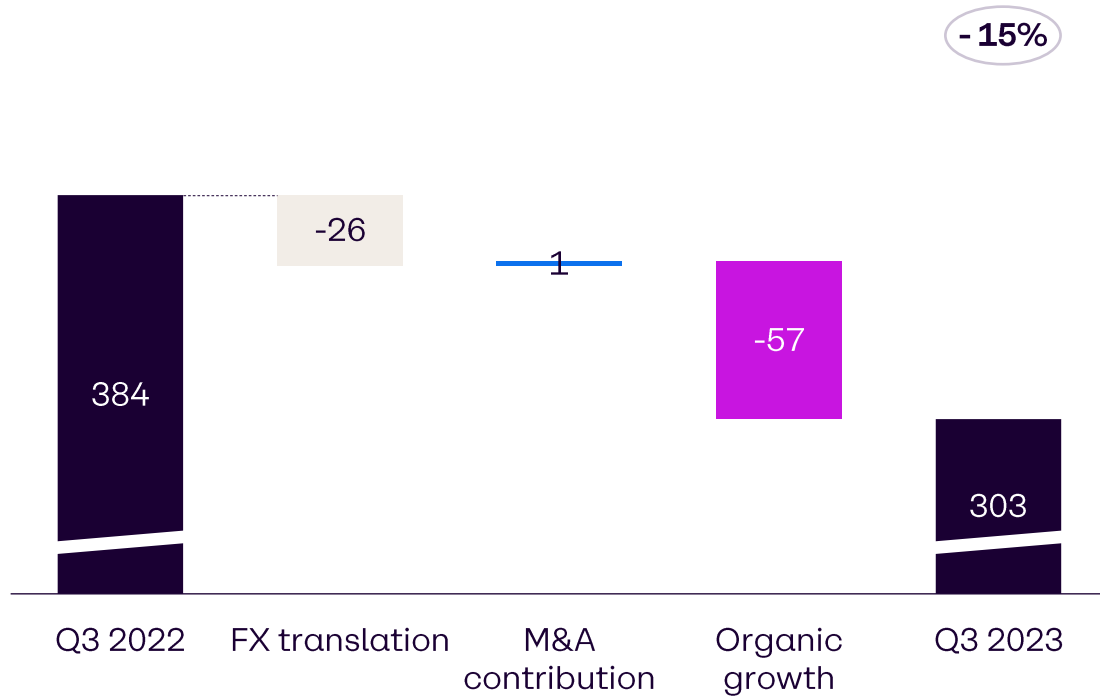 - 15%
-26
1
-57
384
303
Q3 2022
FX translation
M&A
contribution
Organic
growth
Q3 2023